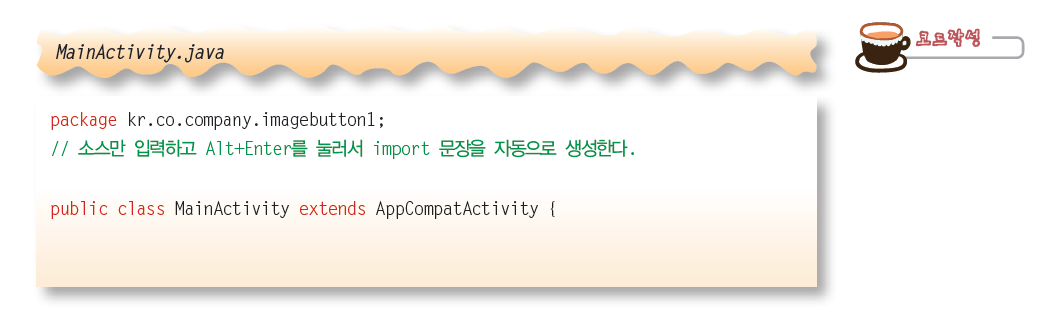 MainActivity.java
코드작성
package kr.co.company.imagebutton1;
// 소스만 입력하고 Alt+Enter를 눌러서 import 문장을 자동으로 생성한다.
public class MainActivity extends AppCompatActivity {